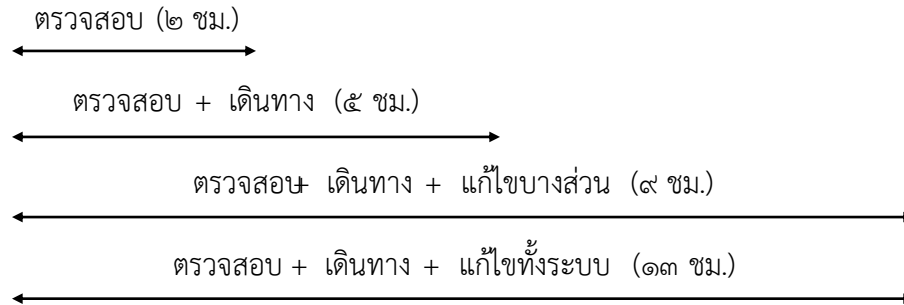 ตรวจสอบ (๒ ชม.)
ตรวจสอบ + เดินทาง (๕ ชม.)
ตรวจสอบ+ เดินทาง + แก้ไขบางส่วน (๙ ชม.)
ตรวจสอบ + เดินทาง + แก้ไขทั้งระบบ (๑๓ ชม.)